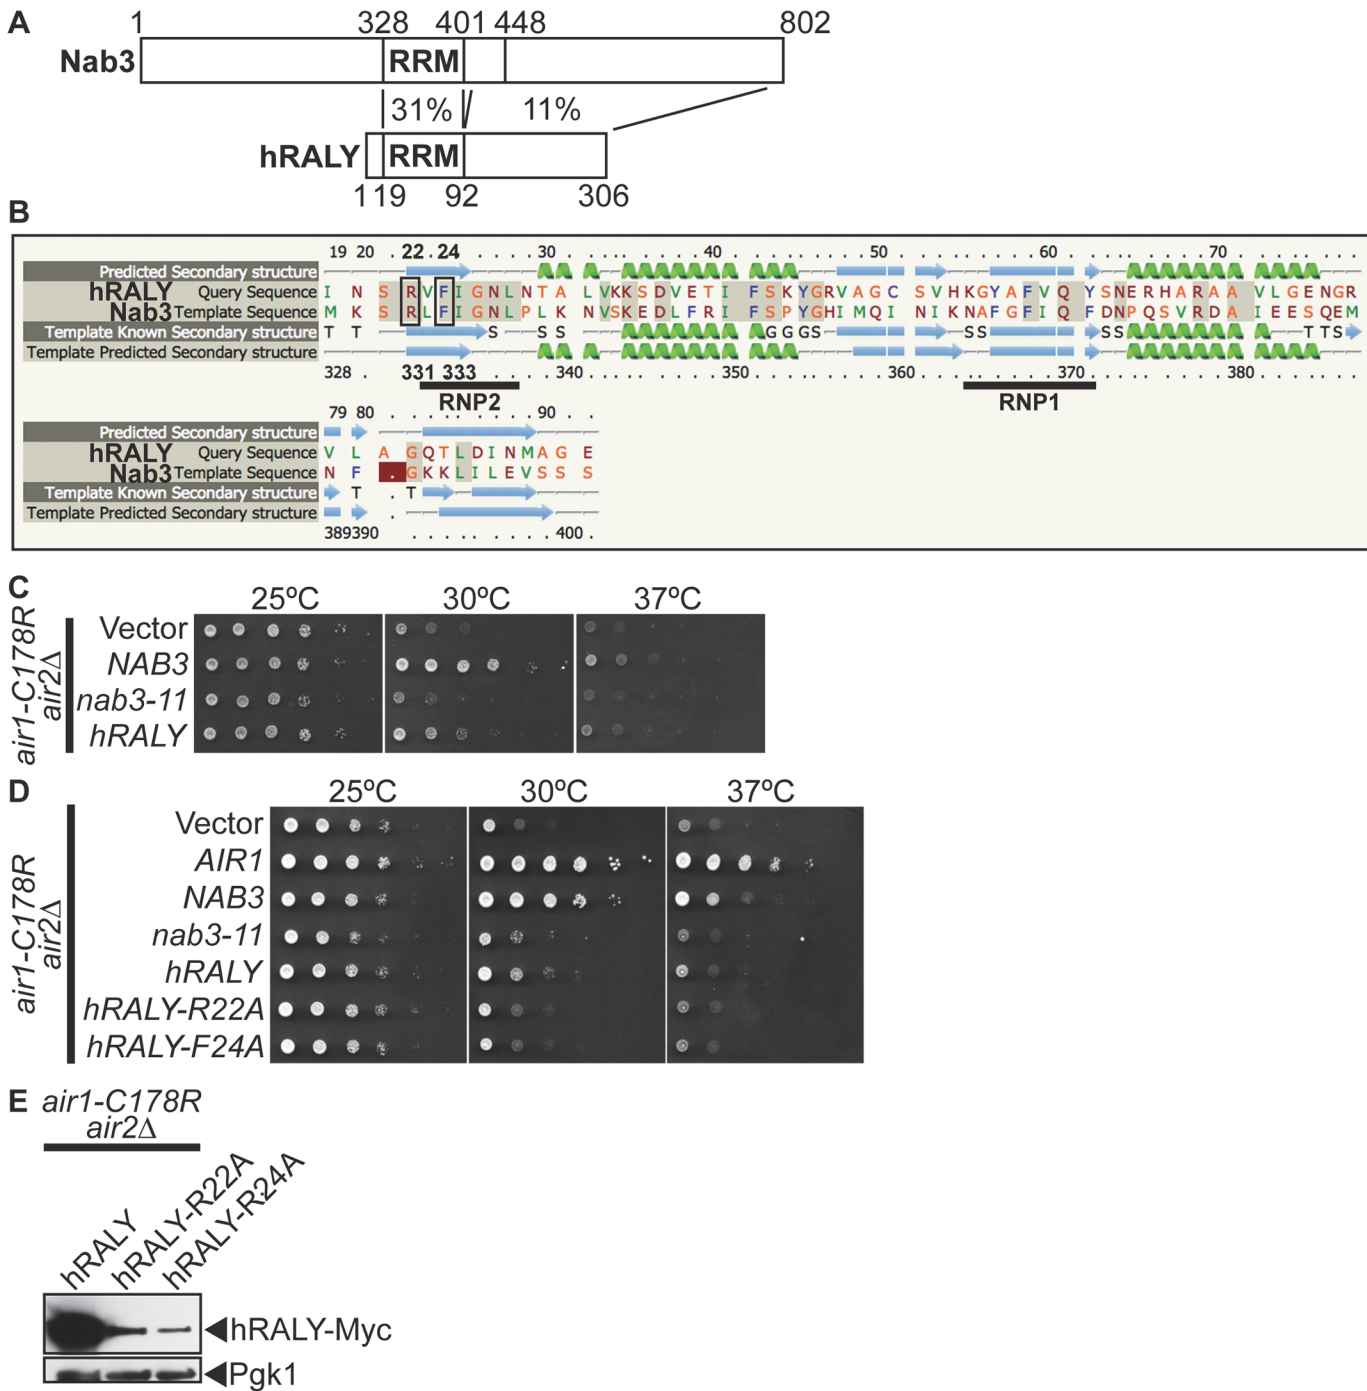 A
1 328 401 448 802
Nab3 RRM
31% 11%
hRALY RRM
1 19 92 306
B
19 20 . 22 . 24 . . . . . 30 . . . . . . . . . 40 . . . . . . . . . 50 . . . . . . . . . 60 . . . . . . . . . 70 . . . . . . . .
Predicted Secondary structure
hRALY Query Sequence I N S R V F I G N L N T A L V K K S D V E T I F S K Y G R V A G C S V H K G Y A F V Q Y S N E R H A R A A V L G E N G R
Nab3 Template Sequence M K S R L F I G N L P L K N V S K E D L F R I F S P Y G H I M Q I N I K N A F G F I Q F D N P Q S V R D A I E E S Q E M
Template Known Secondary structure T T S S S G G G S S S S S T T S
Template Predicted Secondary structure
328 . 331 333 . . . . . 340 . . . . . . . . . 350 . . . . . . . . . 360 . . . . . . . . . 370 . . . . . . . . . 380 . . . . . . .
RNP2 RNP1
79 80 . . . . . . . . . 90 . .
Predicted Secondary structure
hRALY Query Sequence V L A G Q T L D I N M A G E
Nab3 Template Sequence N F . G K K L I L E V S S S
Template Known Secondary structure T . T
Template Predicted Secondary structure
389 390 . . . . . . . . . 400 .
C
25ºC 30ºC 37ºC
air1-C178R
air2Δ
Vector
NAB3
nab3-11
hRALY
D
25ºC 30ºC 37ºC
air1-C178R
air2Δ
Vector
AIR1
NAB3
nab3-11
hRALY
hRALY-R22A
hRALY-F24A
E
air1-C178R
air2Δ
hRALY
hRALY-R22A
hRALY-R24A
hRALY-Myc
Pgk1